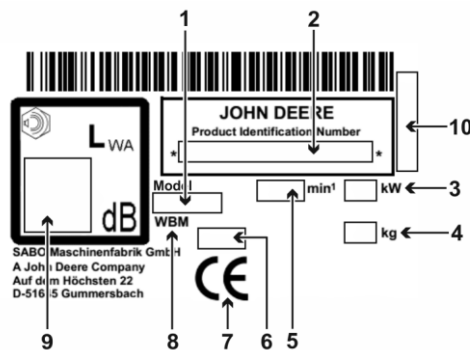 1 2
JOHN DEERE
Product Identification Number
* *
10
LWA
dB
Model
min¹ kW 3
WBM
kg 4
SABO Maschinenfabrik GmbH
A John Deere Company
Auf dem Höchsten 22
D-51645 Gummersbach
CE
9 8 7 6 5